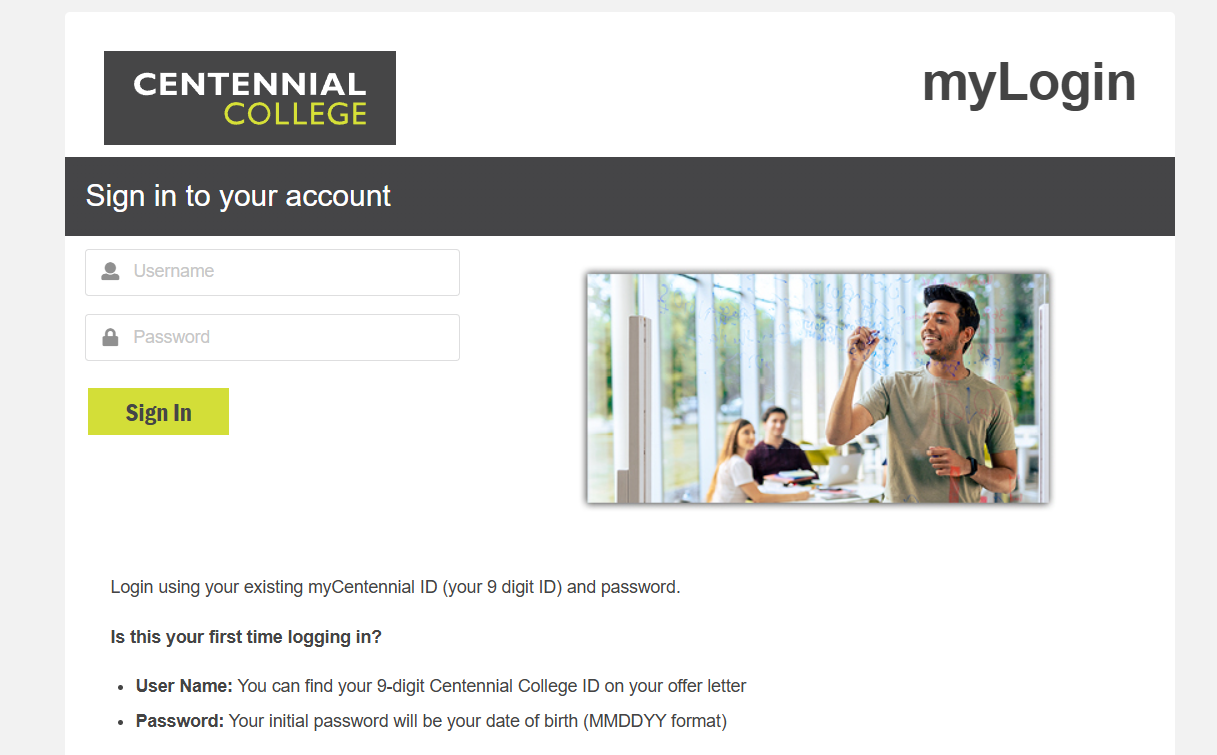 CENTENNIAL
COLLEGE
myLogin
Sign in to your account
Username
Password
Sign In
Login using your existing myCentennial ID (your 9 digit ID) and password.
Is this your first time logging in?
• User Name: You can find your 9-digit Centennial College ID on your offer letter
• Password: Your initial password will be your date of birth (MMDDYY format)